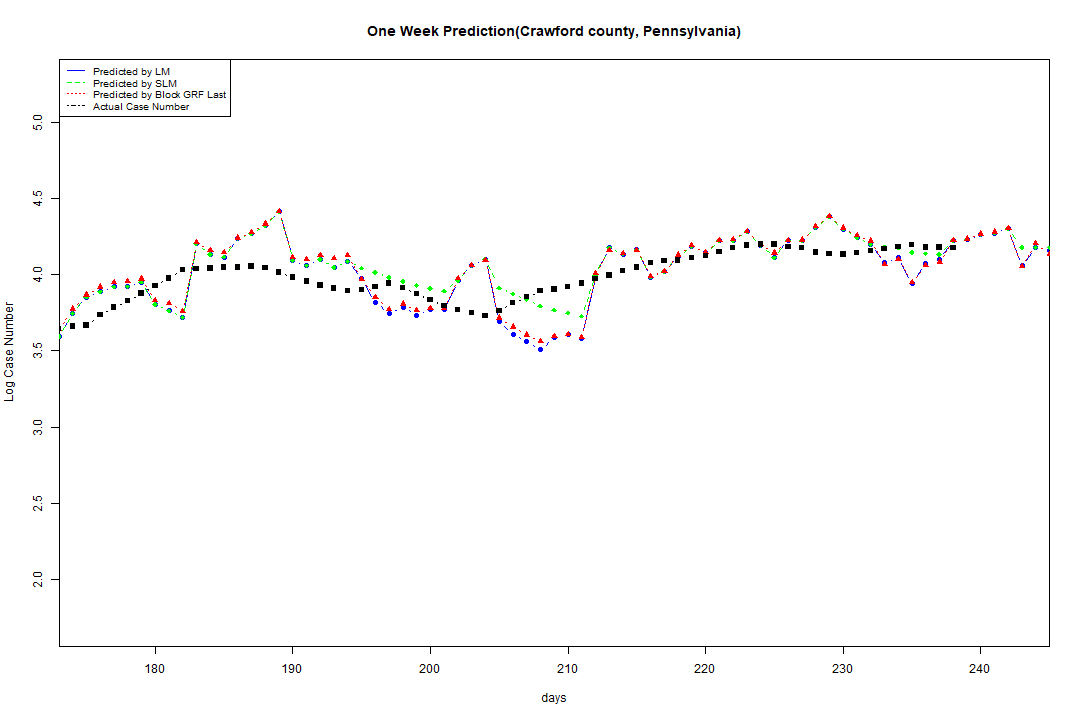 One Week Prediction(Crawford county, Pennsylvania)
Predicted by LM
Predicted by SLM
Predicted by Block GRF Last
Actual Case Number
5.0
4.5
4.0
3.5
3.0
2.5
2.0
Log Case Number
180 190 200 210 220 230 240
days